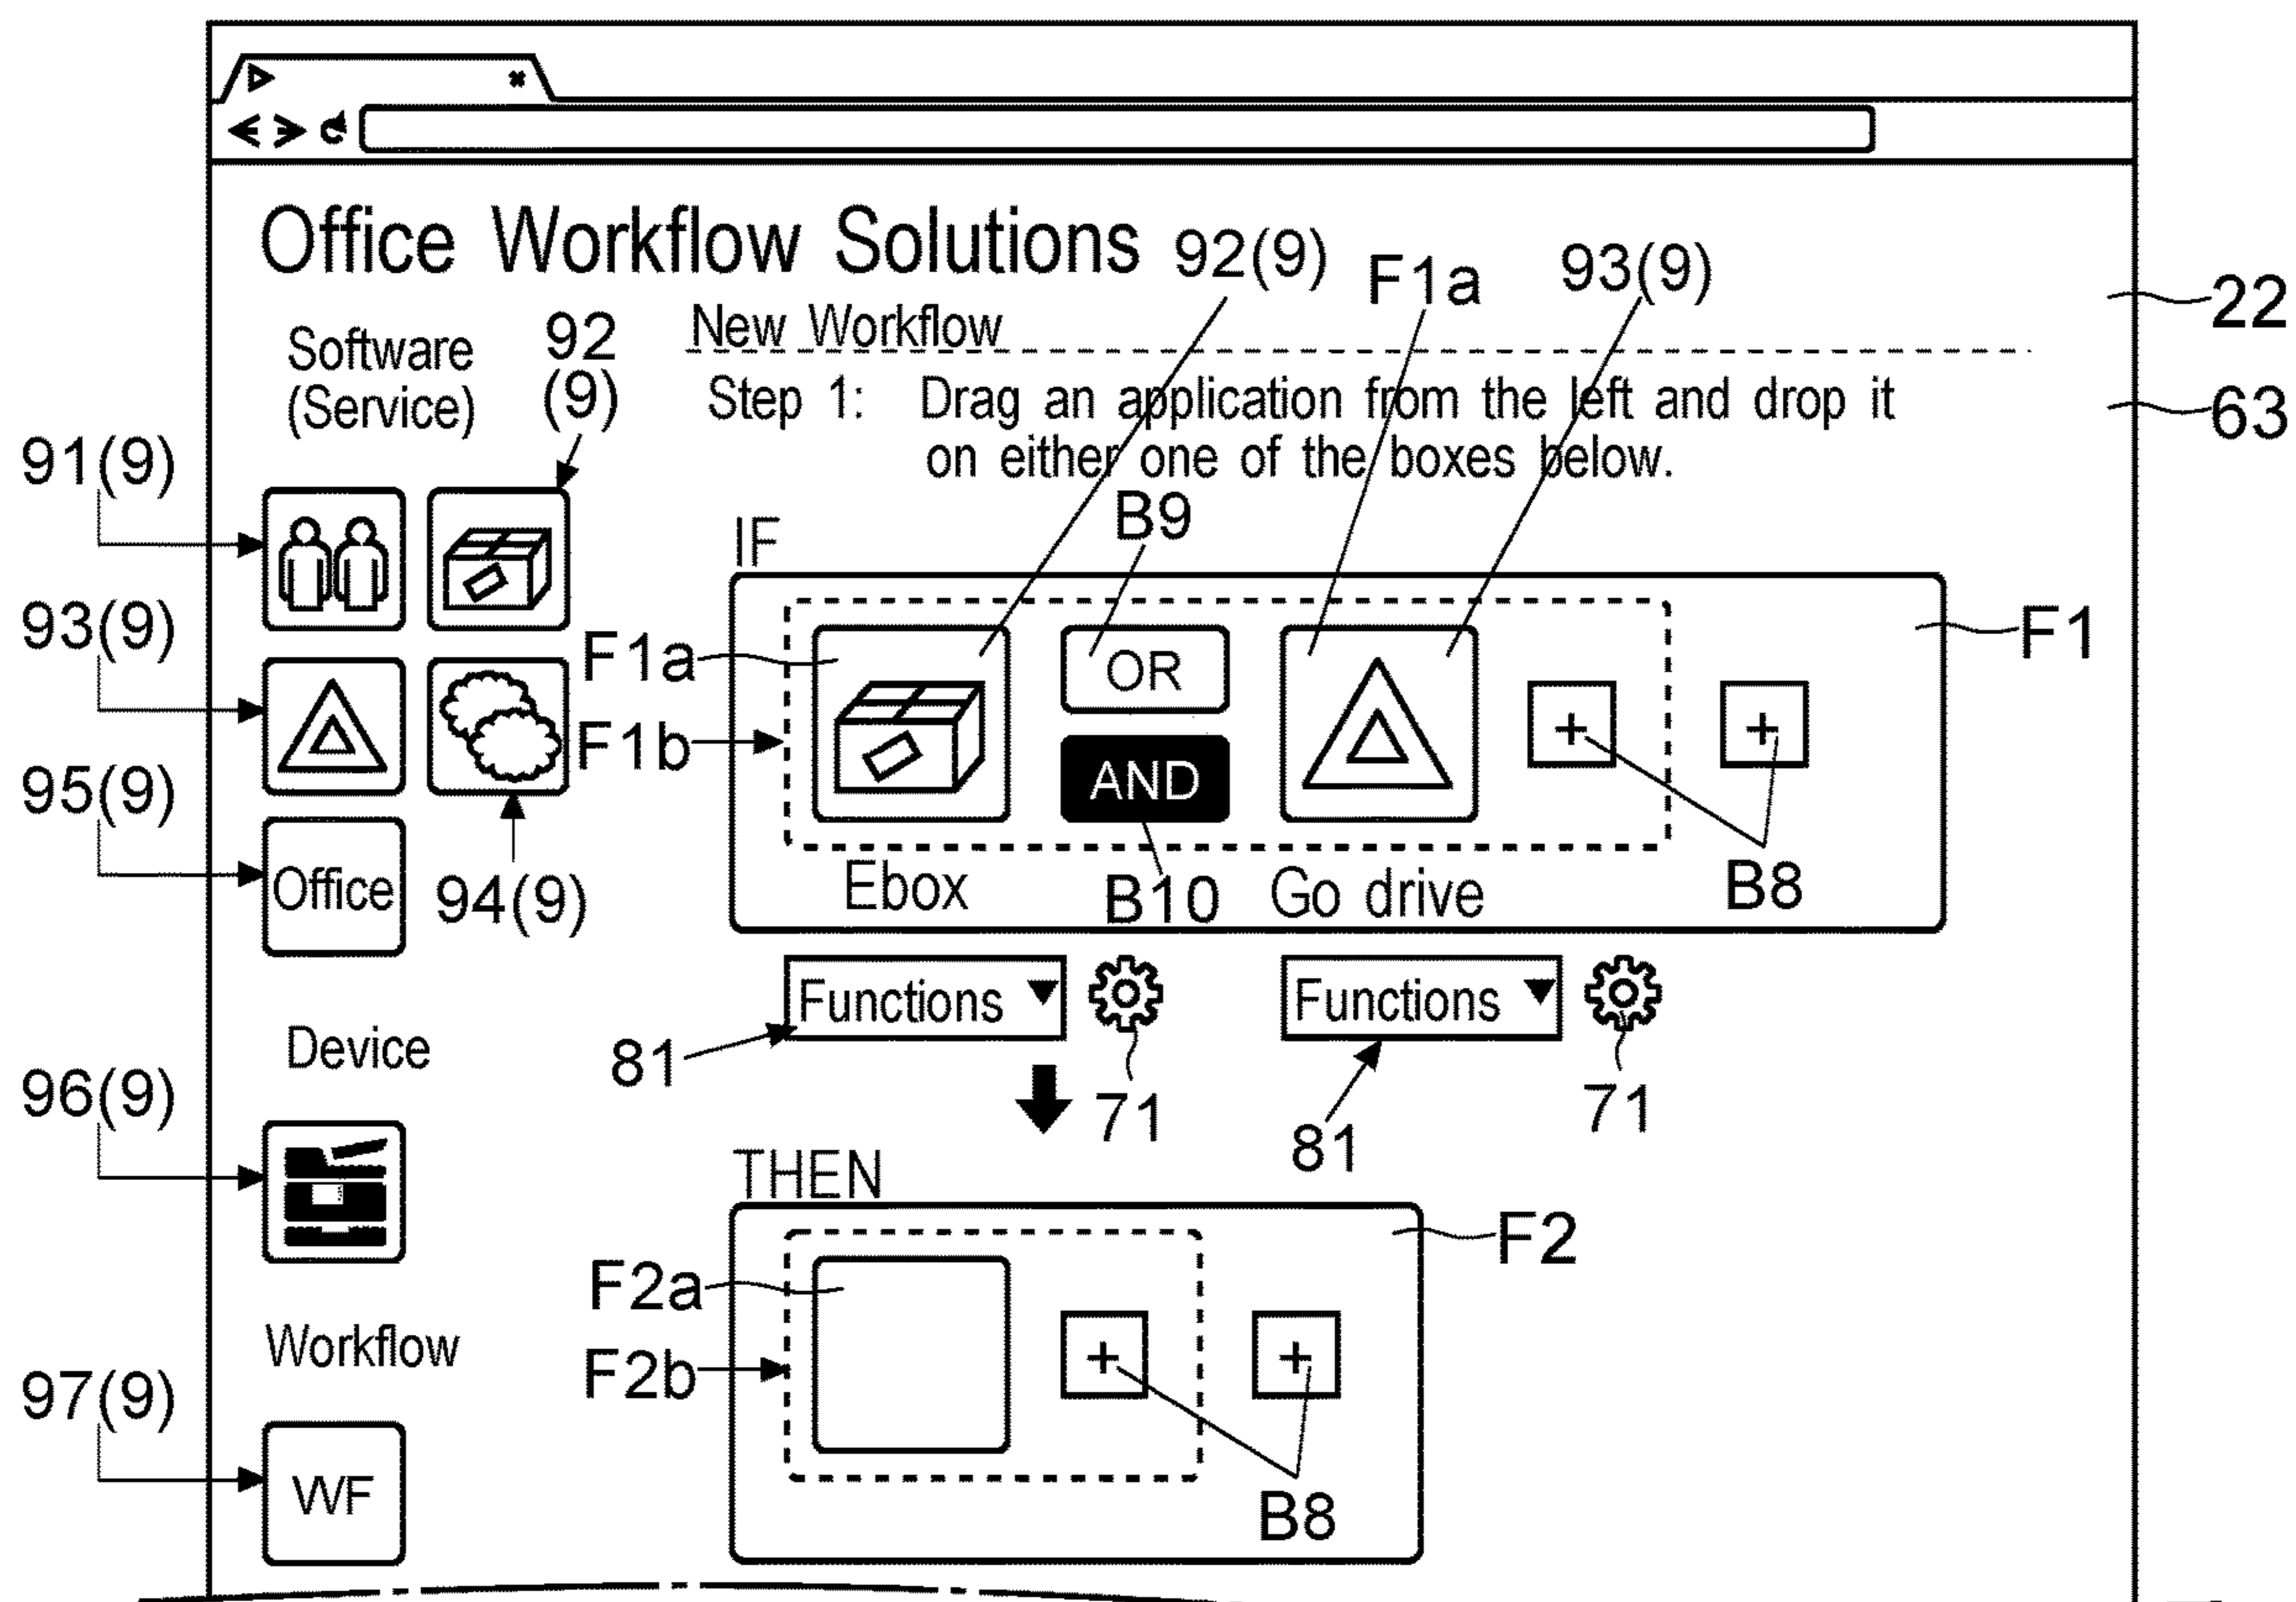 Office Workflow Solutions
92(9)
F1a
93(9)
22
New Workflow
Software
(Service)
92
(9)
Step 1: Drag an application from the left and drop it
on either one of the boxes below.
63
91(9)
B9
IF
93(9)
F1a
OR
F1
+
+
F1b
AND
95(9)
Office
94(9)
Ebox
B10
Go drive
B8
Functions
Functions
Device
81
71
81
71
96(9)
THEN
F2
F2a
Workflow
F2b
+
+
97(9)
WF
B8